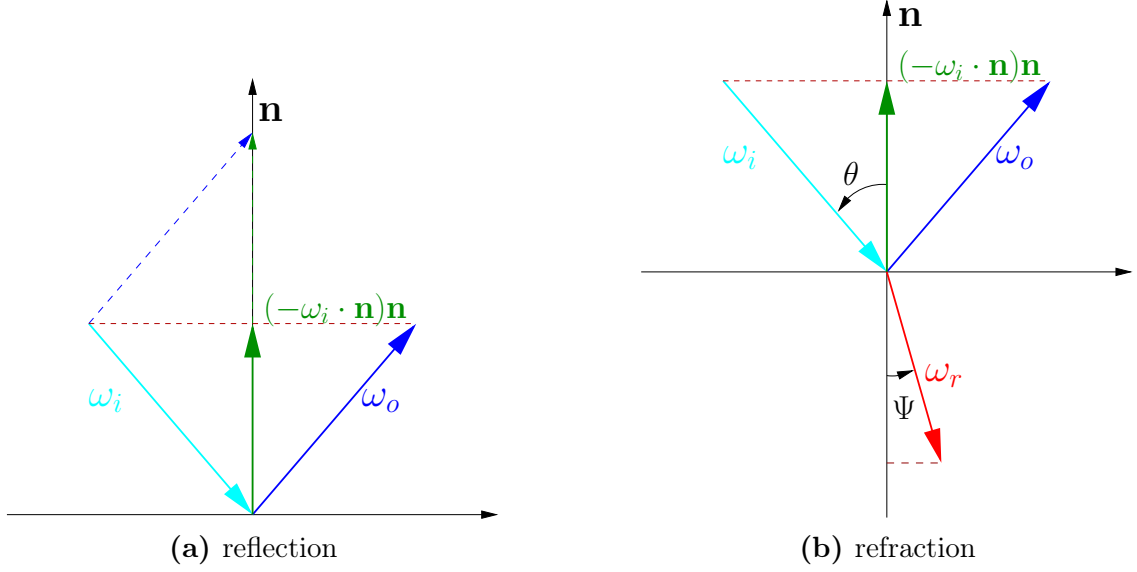 n
(−ω_i · n)n
ω_i
ω_o
(a) reflection
n
(−ω_i · n)n
ω_i
θ
ω_o
ω_r
Ψ
(b) refraction